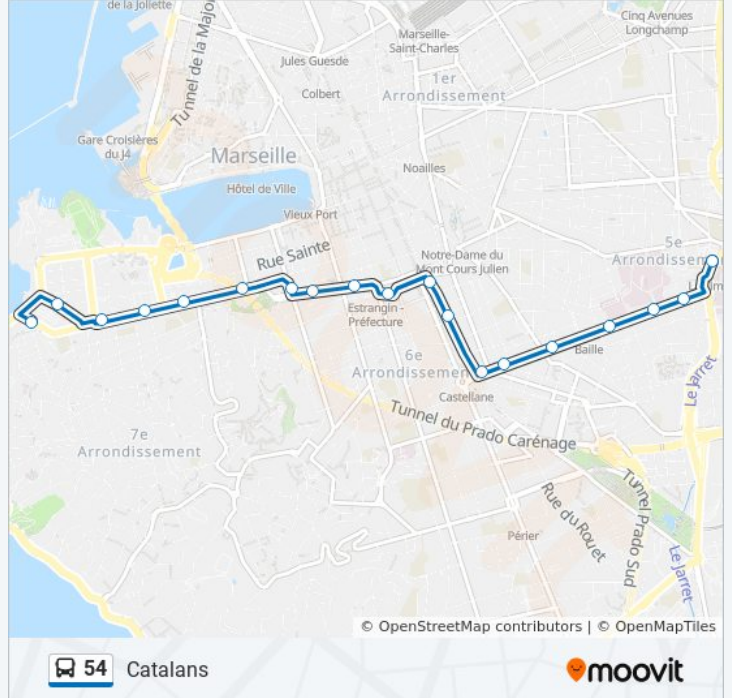 de la Joliette
Cinq Avenues
Longchamp
Marseille-
Saint-Charles
Tunnel de la Major
Jules Guesde
1er
Arrondissement
Colbert
Gare Croisières
du J4
Marseille
Noailles
Hôtel de Ville
Vieux Port
Rue Sainte
Notre-Dame du
Mont Cours Julien
5e
Estrangin -
Préfecture
6e
Arrondissement
Baille
Castellane
Le Jarret
Tunnel du Prado Carénage
7e
Arrondissement
Tunnel Prado Sud
Rue du Rouet
Périer
Le Jarret
© OpenStreetMap contributors | © OpenMapTiles
54 Catalans
moovit